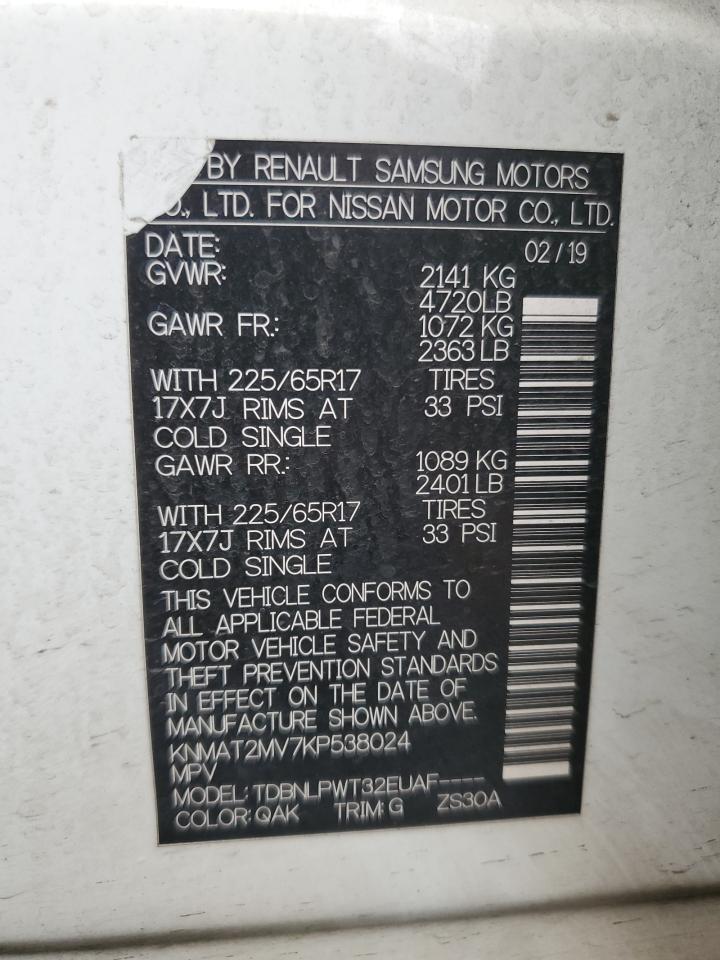 BY RENAULT SAMSUNG MOTORS
CO., LTD. FOR NISSAN MOTOR CO., LTD.
DATE: 02/19
GVWR: 2141 KG
4720LB
GAWR FR.: 1072 KG
2363LB
WITH 225/65R17 TIRES
17X7J RIMS AT 33 PSI
COLD SINGLE
GAWR RR.: 1089 KG
2401LB
WITH 225/65R17 TIRES
17X7J RIMS AT 33 PSI
COLD SINGLE
THIS VEHICLE CONFORMS TO
ALL APPLICABLE FEDERAL
MOTOR VEHICLE SAFETY AND
THEFT PREVENTION STANDARDS
IN EFFECT ON THE DATE OF
MANUFACTURE SHOWN ABOVE.
KNMAT2MV7KP538024
MPV
MODEL: TDBNLPWT32EUAF----
COLOR: QAK TRIM: G ZS30A